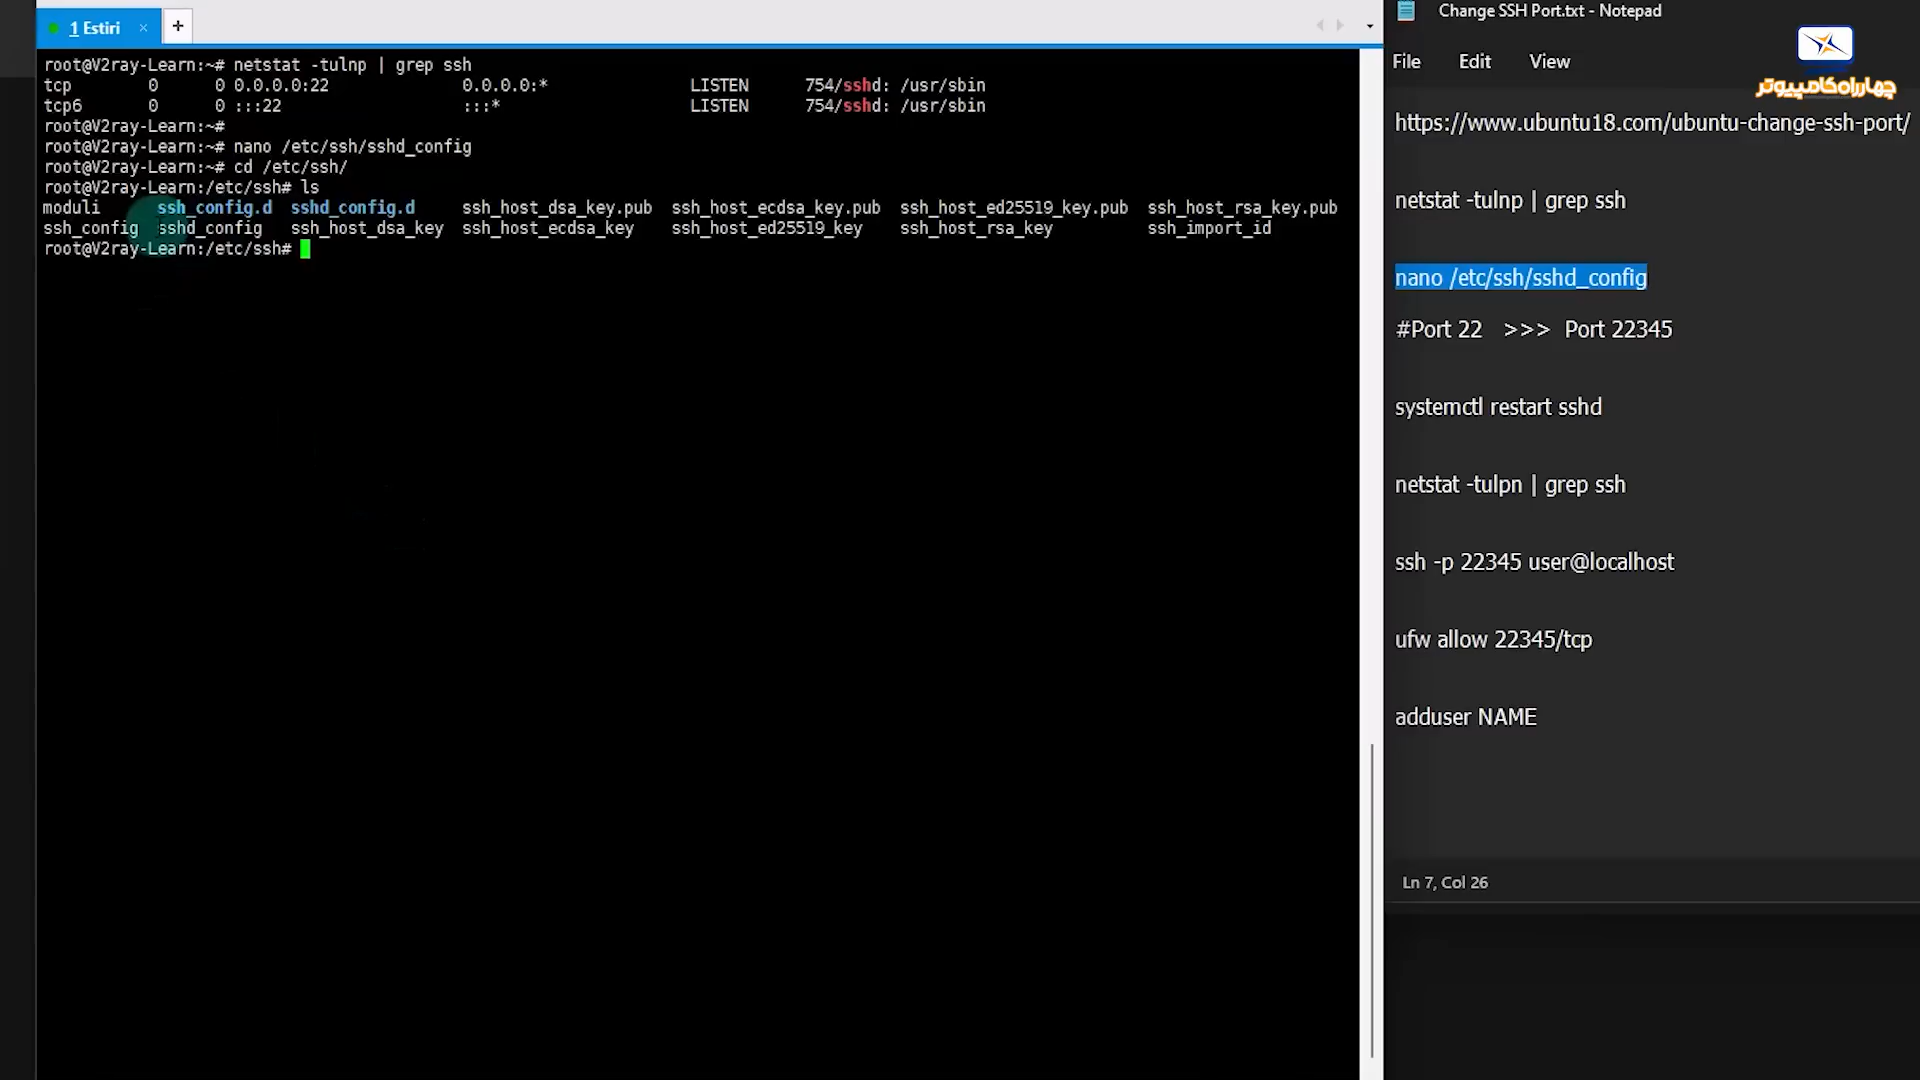 1 Estiri
root@V2ray-Learn:~# netstat -tulnp | grep ssh
tcp 0 0 0.0.0.0:22 0.0.0.0:* LISTEN 754/sshd: /usr/sbin
tcp6 0 0 :::22 :::* LISTEN 754/sshd: /usr/sbin
root@V2ray-Learn:~#
root@V2ray-Learn:~# nano /etc/ssh/sshd_config
root@V2ray-Learn:~# cd /etc/ssh/
root@V2ray-Learn:/etc/ssh# ls
moduli ssh_config.d sshd_config.d ssh_host_dsa_key.pub ssh_host_ecdsa_key.pub ssh_host_ed25519_key.pub ssh_host_rsa_key.pub
ssh_config sshd_config ssh_host_dsa_key ssh_host_ecdsa_key ssh_host_ed25519_key ssh_host_rsa_key ssh_import_id
root@V2ray-Learn:/etc/ssh#
Change SSH Port.txt - Notepad
File Edit View
چهارراه کامپیوتر
https://www.ubuntu18.com/ubuntu-change-ssh-port/
netstat -tulnp | grep ssh
nano /etc/ssh/sshd_config
#Port 22 >>> Port 22345
systemctl restart sshd
netstat -tulpn | grep ssh
ssh -p 22345 user@localhost
ufw allow 22345/tcp
adduser NAME
Ln 7, Col 26